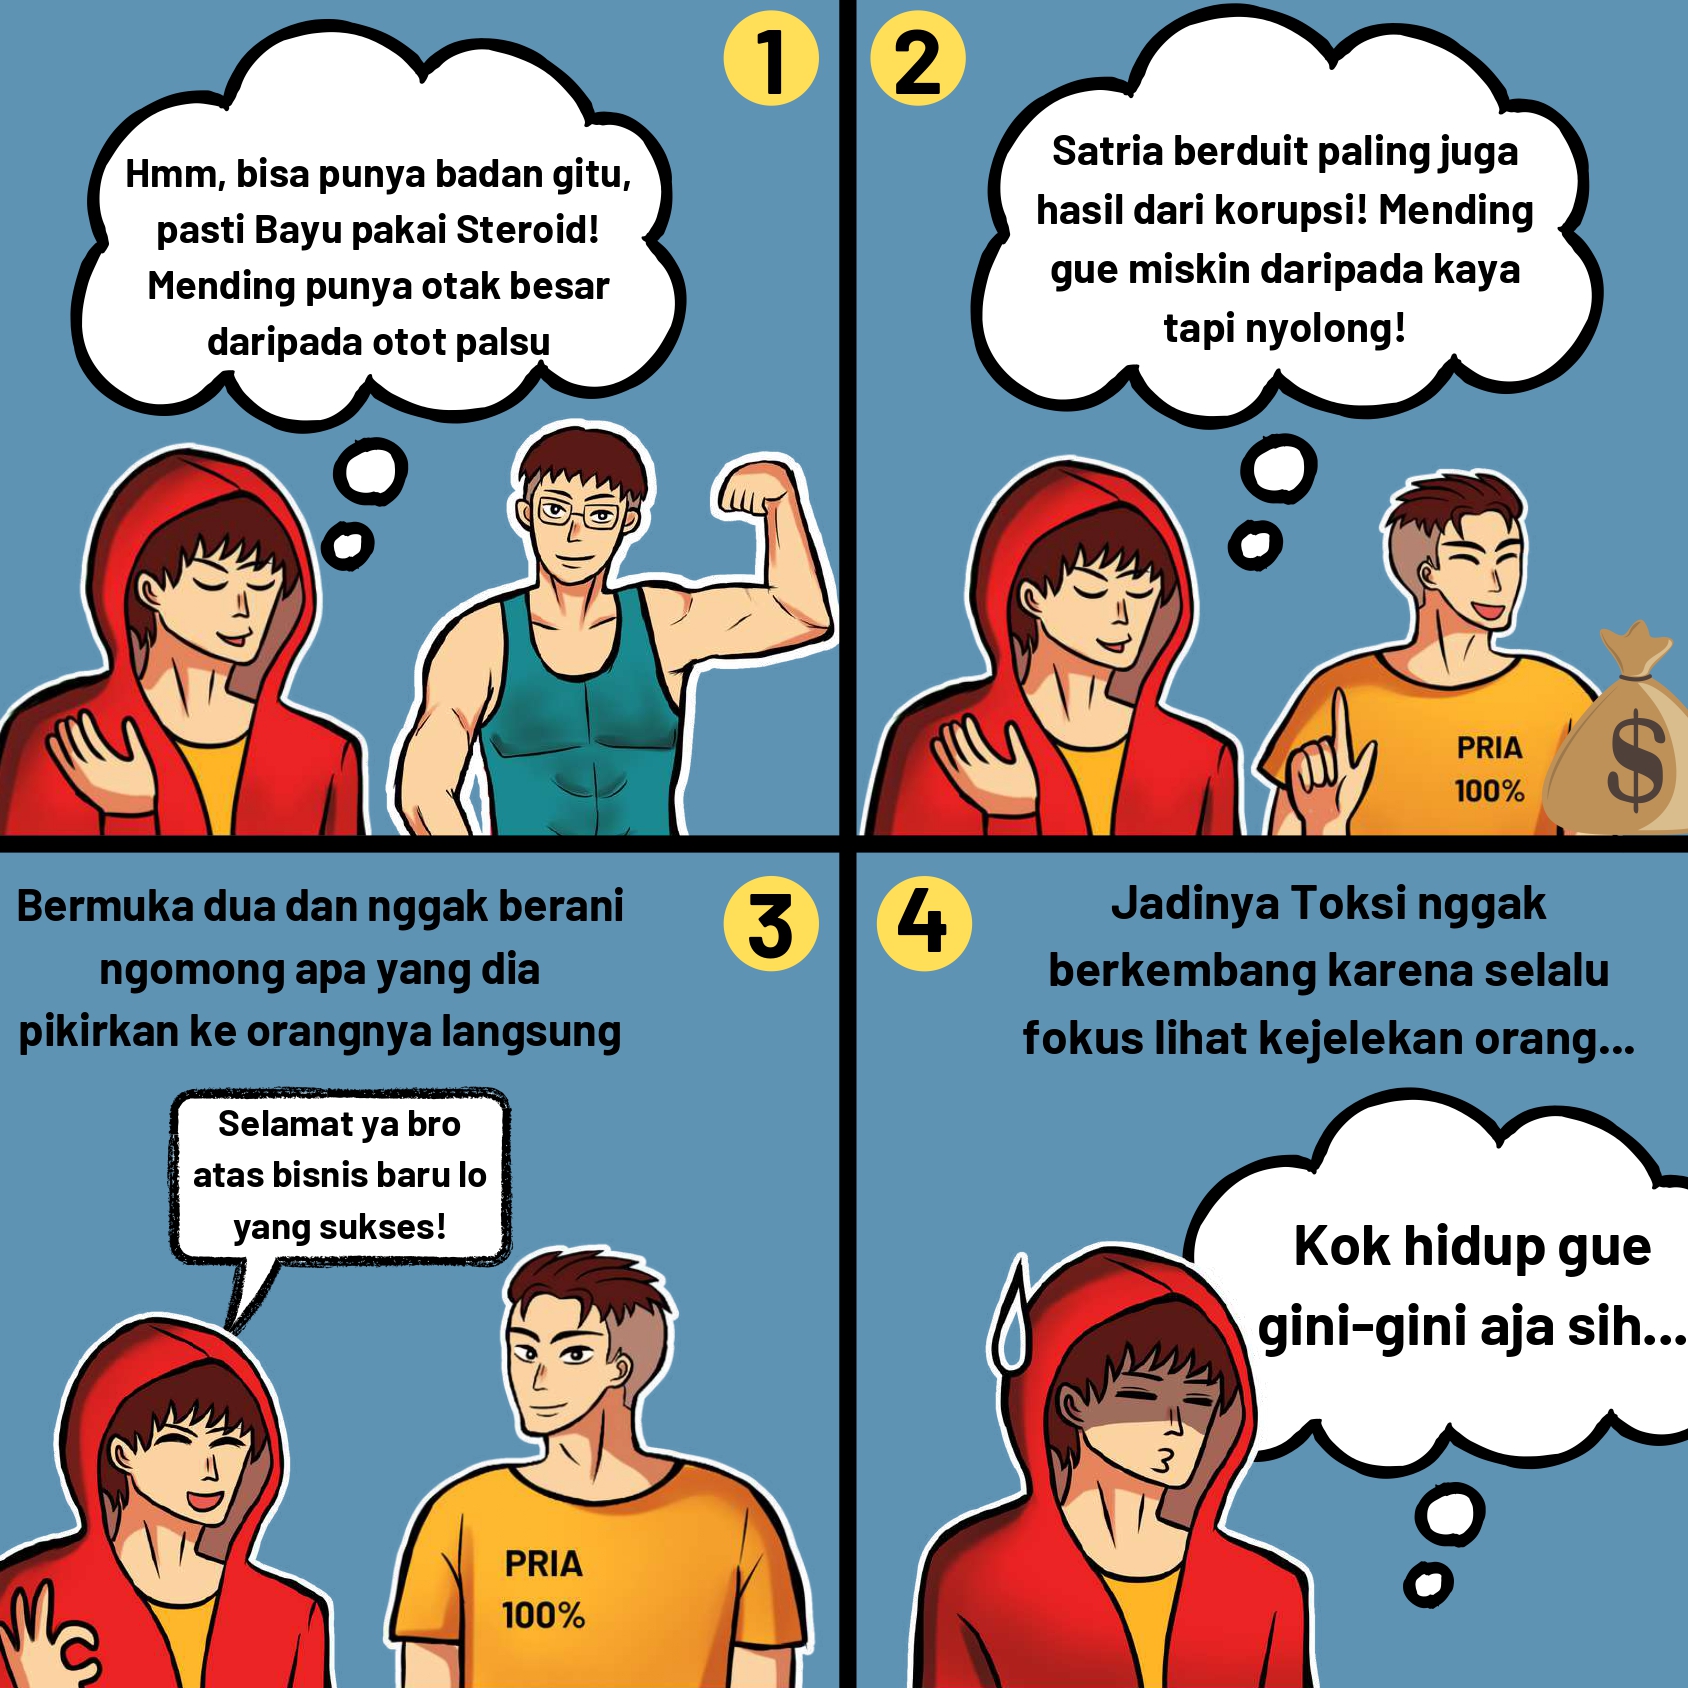 1
Hmm, bisa punya badan gitu,
pasti Bayu pakai Steroid!
Mending punya otak besar
daripada otot palsu
2
Satria berduit paling juga
hasil dari korupsi! Mending
gue miskin daripada kaya
tapi nyolong!
PRIA
100%
$
3
Bermuka dua dan nggak berani
ngomong apa yang dia
pikirkan ke orangnya langsung
Selamat ya bro
atas bisnis baru lo
yang sukses!
PRIA
100%
4
Jadinya Toksi nggak
berkembang karena selalu
fokus lihat kejelekan orang...
Kok hidup gue
gini-gini aja sih...